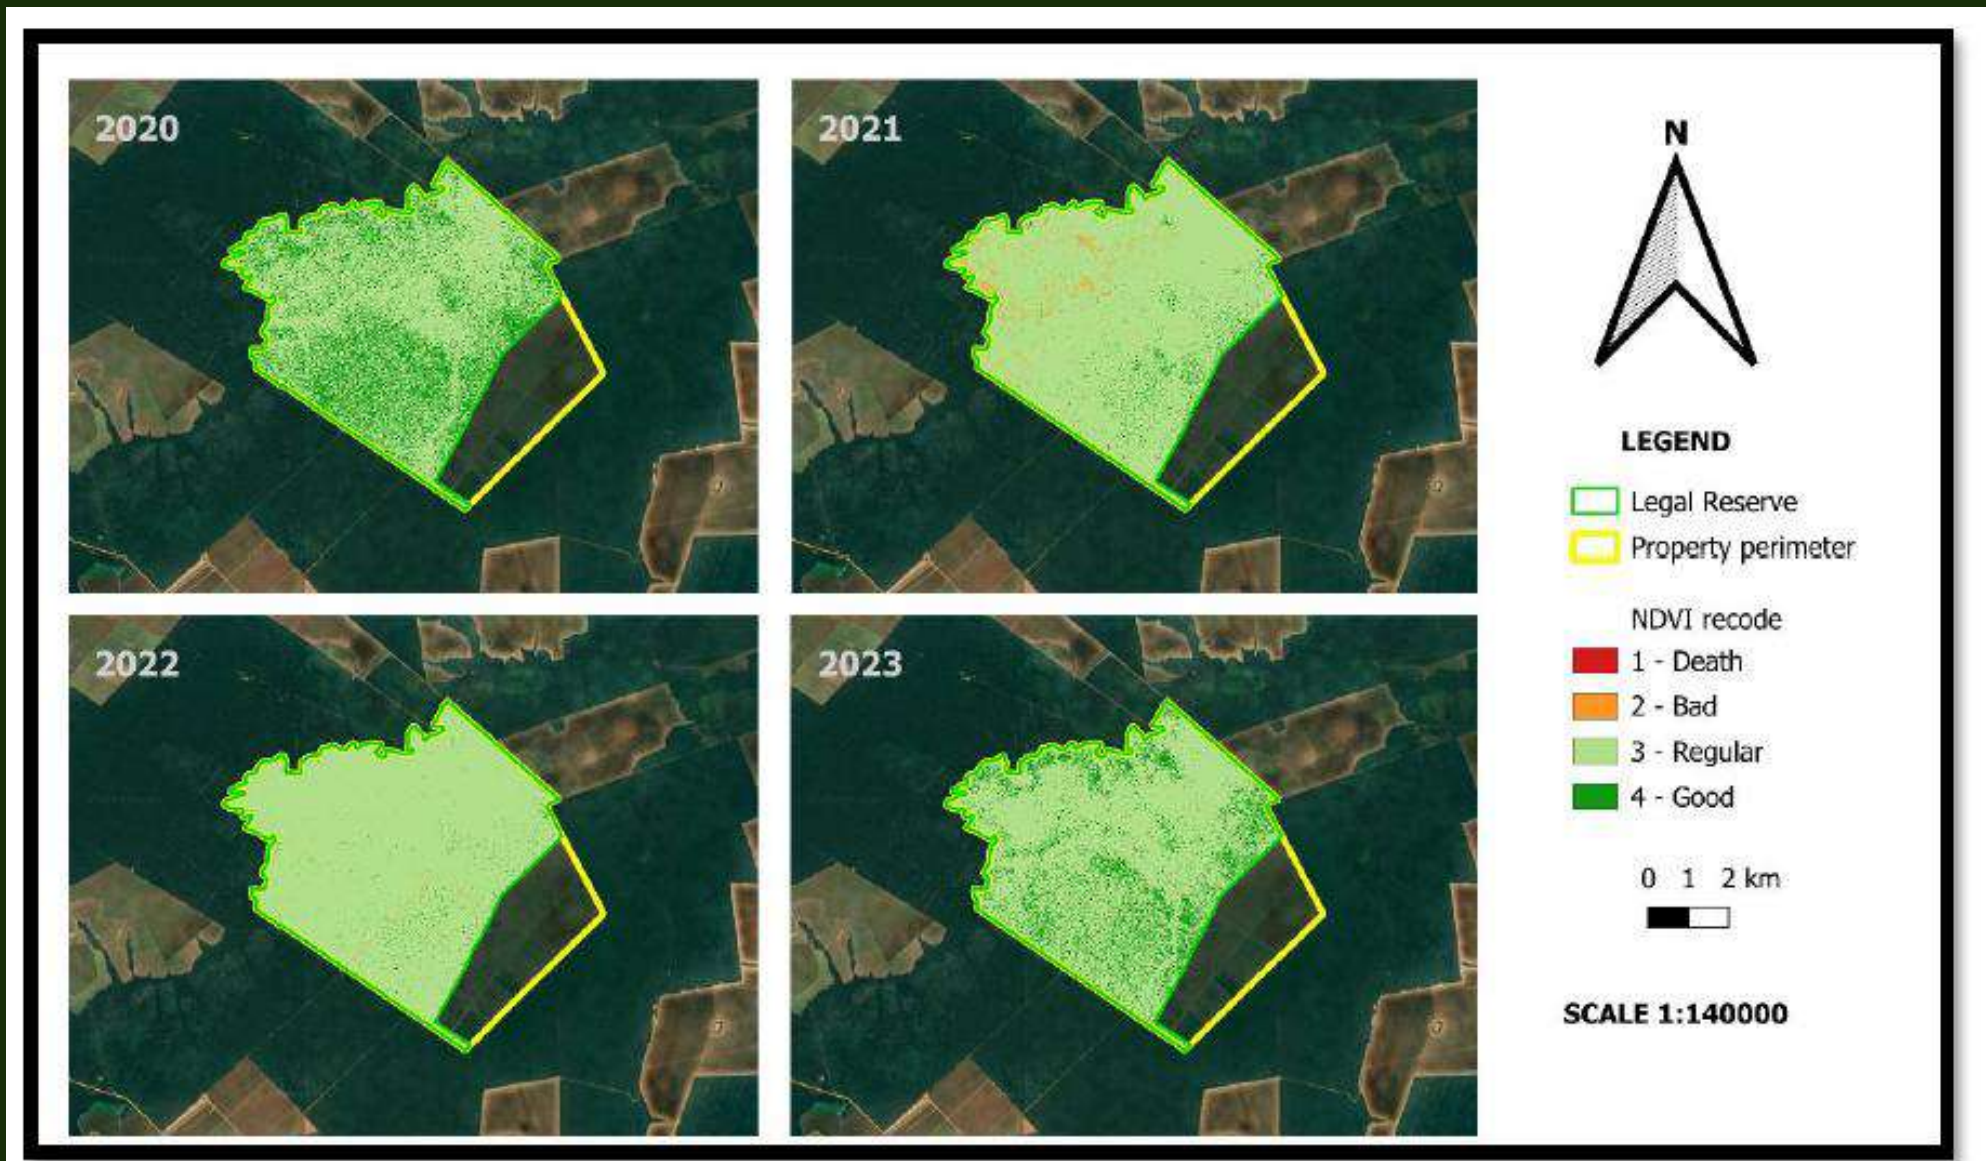 2020
2021
2022
2023
N
LEGEND
Legal Reserve
Property perimeter
NDVI recode
1 - Death
2 - Bad
3 - Regular
4 - Good
0 1 2 km
SCALE 1:140000